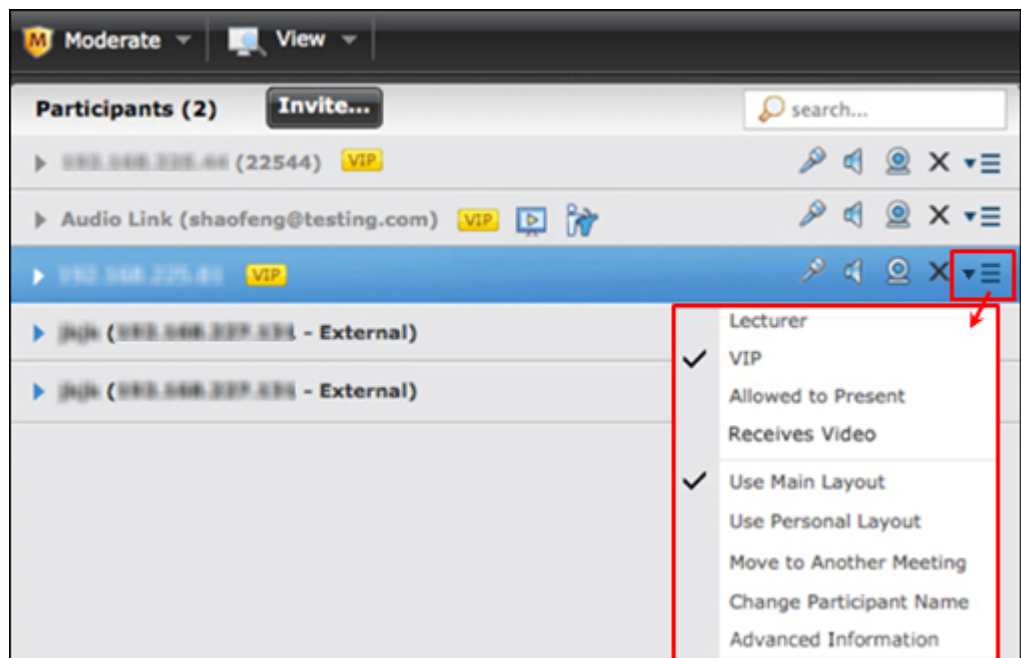 M Moderate View
Participants (2) Invite... search...
(22544) VIP
Audio Link (shaofeng@testing.com) VIP
VIP
( - External)
( - External)
Lecturer
VIP
Allowed to Present
Receives Video
Use Main Layout
Use Personal Layout
Move to Another Meeting
Change Participant Name
Advanced Information